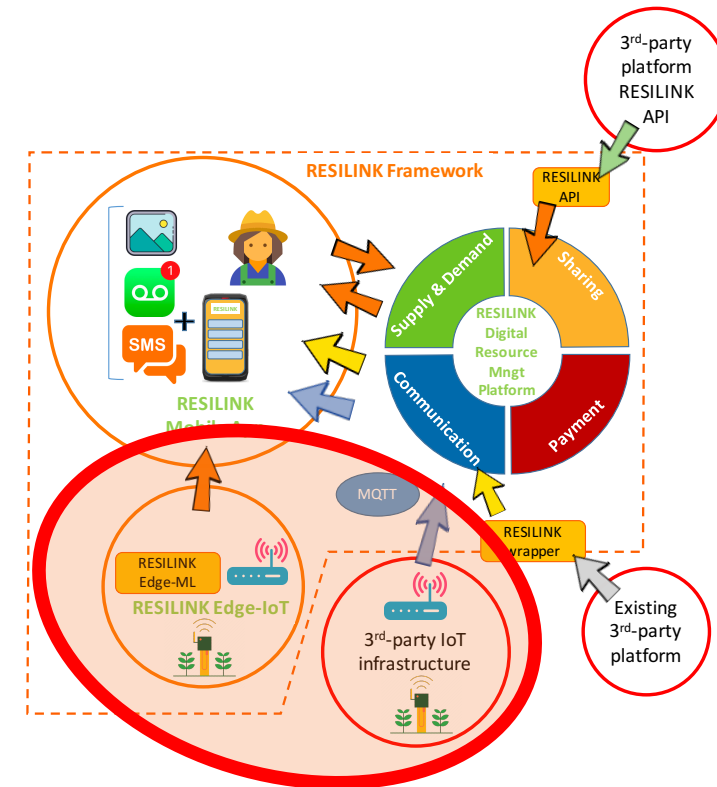 3rd-party
platform
RESILINK
API
RESILINK Framework
RESILINK
API
1
SMS
+
RESILINK
Supply & Demand
Sharing
RESILINK
Digital
Resource
Mngt
Platform
Communication
Payment
RESILINK
MQTT
RESILINK
wrapper
RESILINK
Edge-ML
RESILINK Edge-IoT
3rd-party IoT
infrastructure
Existing
3rd-party
platform